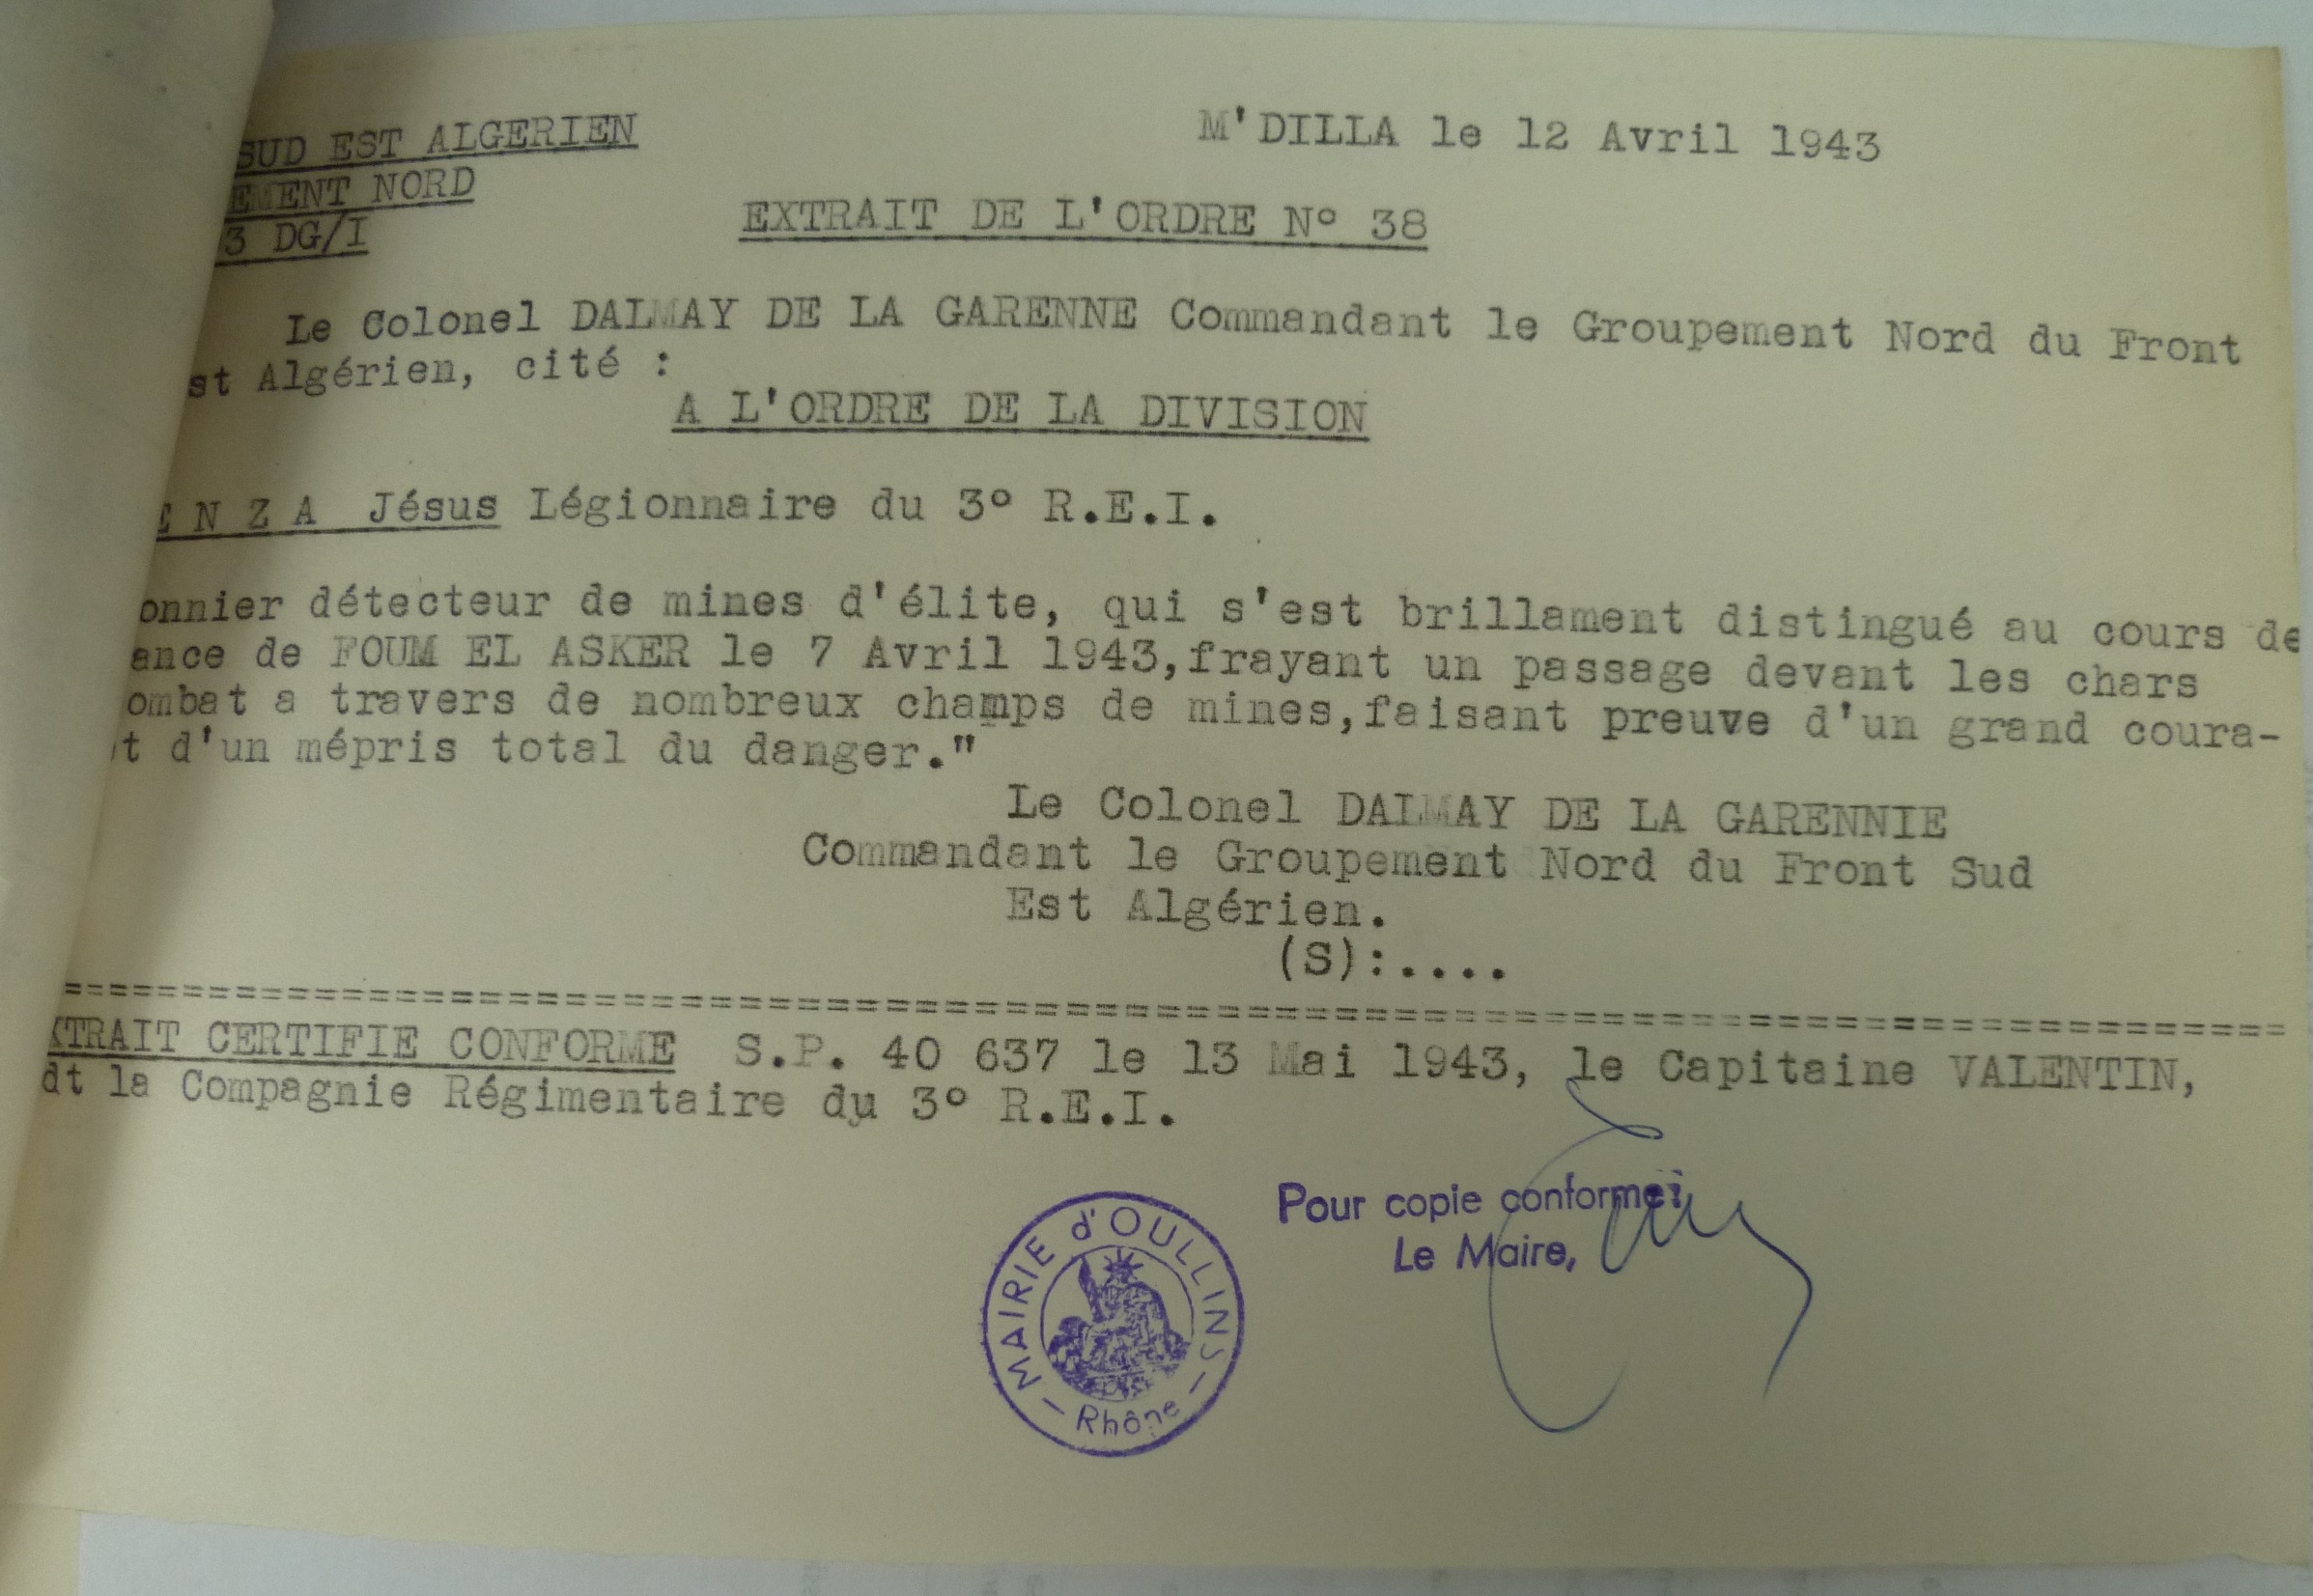 SUD EST ALGERIEN
M'DILLA le 12 Avril 1943
EMENT NORD
3 DG/I
EXTRAIT DE L'ORDRE N° 38
Le Colonel DALMAY DE LA GARENNE Commandant le Groupement Nord du Front
st Algérien, cité :
A L'ORDRE DE LA DIVISION
E N Z A Jésus Légionnaire du 3° R.E.I.
onnier détecteur de mines d'élite, qui s'est brillament distingué au cours de
ance de FOUM EL ASKER le 7 Avril 1943,frayant un passage devant les chars
ombat a travers de nombreux champs de mines,faisant preuve d'un grand coura-
t d'un mépris total du danger."
Le Colonel DALMAY DE LA GARENNIE
Commandant le Groupement Nord du Front Sud
Est Algérien.
(S):....
XTRAIT CERTIFIE CONFORME S.P. 40 637 le 13 Mai 1943, le Capitaine VALENTIN,
dt la Compagnie Régimentaire du 3° R.E.I.
Pour copie conforme:
Le Maire,
MAIRIE d'OULLINS
Rhône